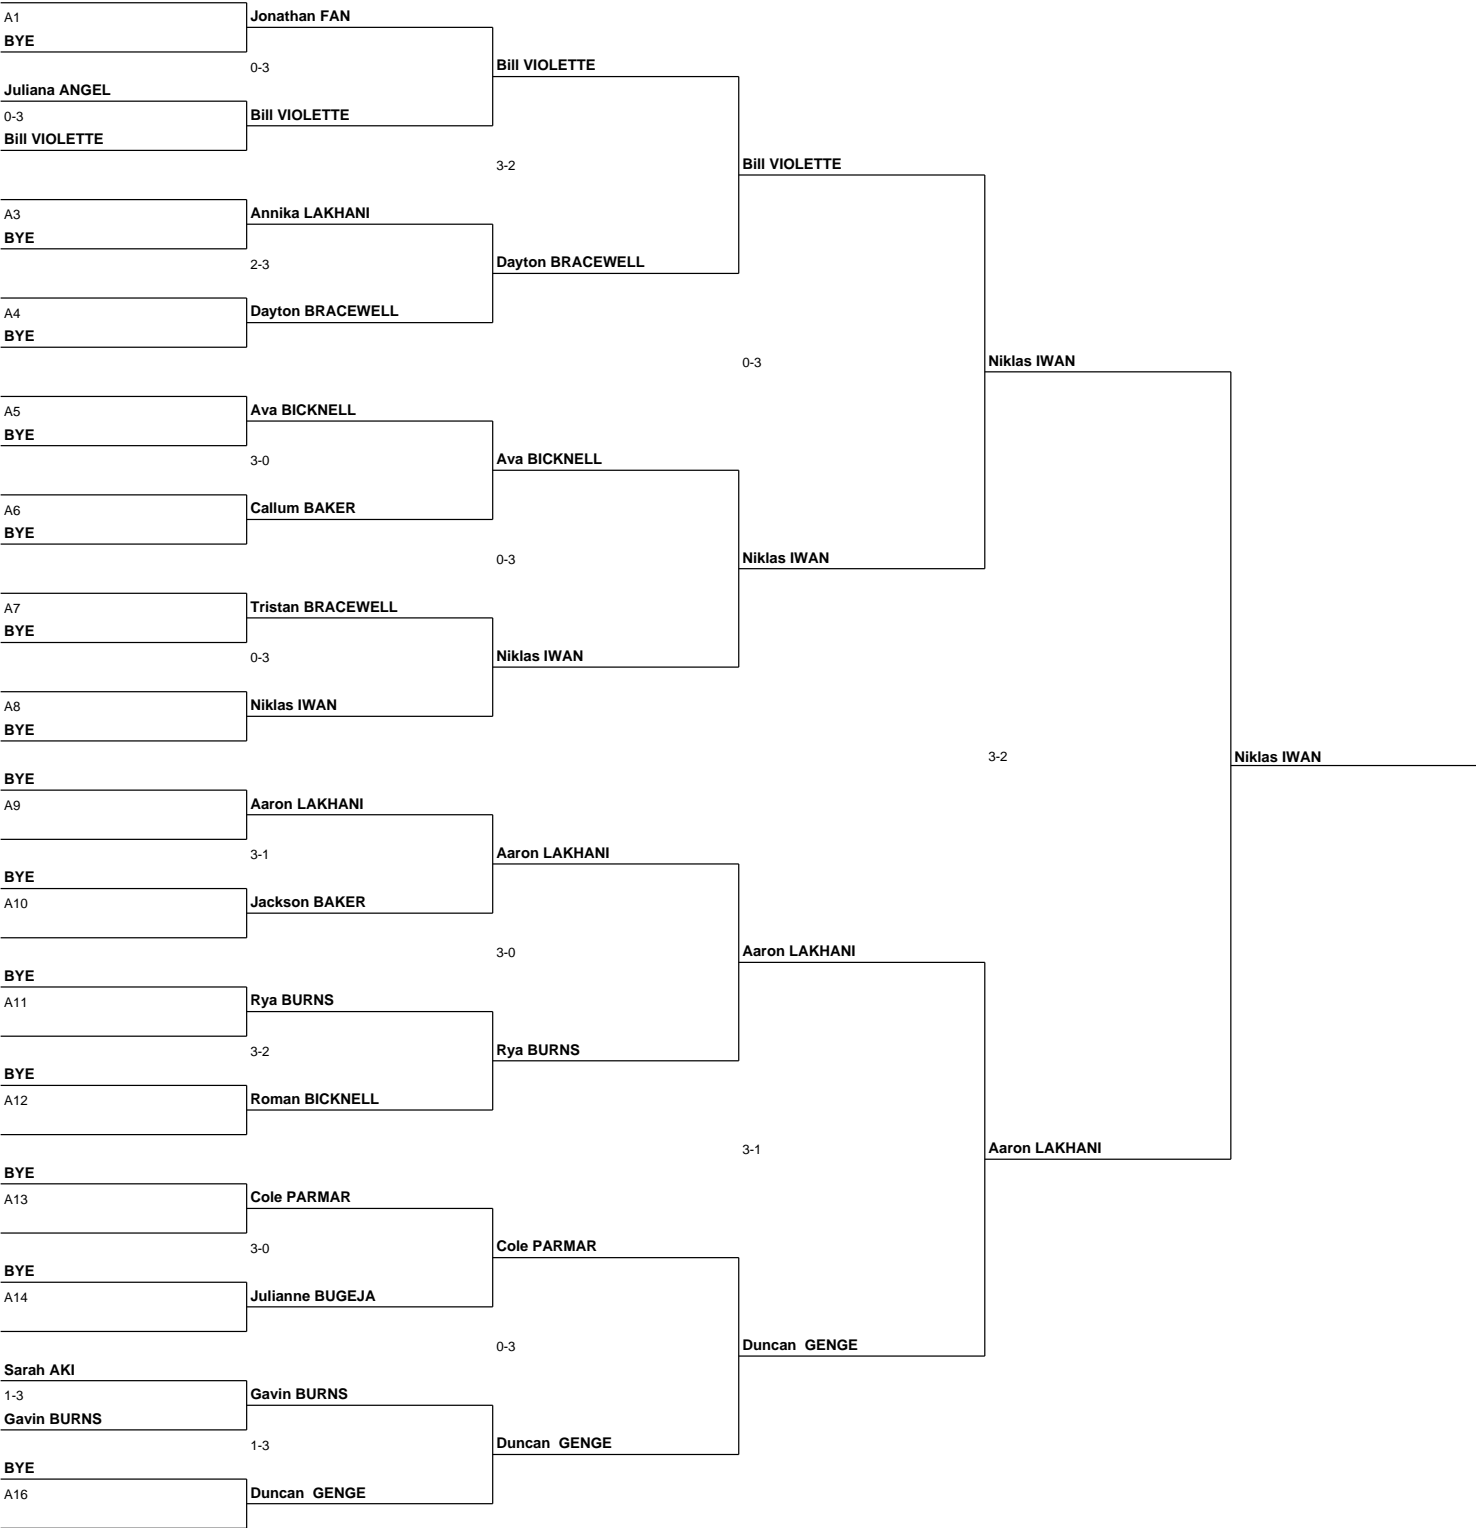 A1
BYE
Jonathan FAN
0-3
Bill VIOLETTE
Juliana ANGEL
0-3
Bill VIOLETTE
Bill VIOLETTE
3-2
Bill VIOLETTE
A3
BYE
Annika LAKHANI
2-3
Dayton BRACEWELL
A4
BYE
Dayton BRACEWELL
0-3
Niklas IWAN
A5
BYE
Ava BICKNELL
3-0
Ava BICKNELL
A6
BYE
Callum BAKER
0-3
Niklas IWAN
A7
BYE
Tristan BRACEWELL
0-3
Niklas IWAN
A8
BYE
Niklas IWAN
3-2
Niklas IWAN
BYE
A9
Aaron LAKHANI
3-1
Aaron LAKHANI
BYE
A10
Jackson BAKER
3-0
Aaron LAKHANI
BYE
A11
Rya BURNS
3-2
Rya BURNS
BYE
A12
Roman BICKNELL
3-1
Aaron LAKHANI
BYE
A13
Cole PARMAR
3-0
Cole PARMAR
BYE
A14
Julianne BUGEJA
0-3
Duncan  GENGE
Sarah AKI
1-3
Gavin BURNS
Gavin BURNS
1-3
Duncan  GENGE
BYE
A16
Duncan  GENGE